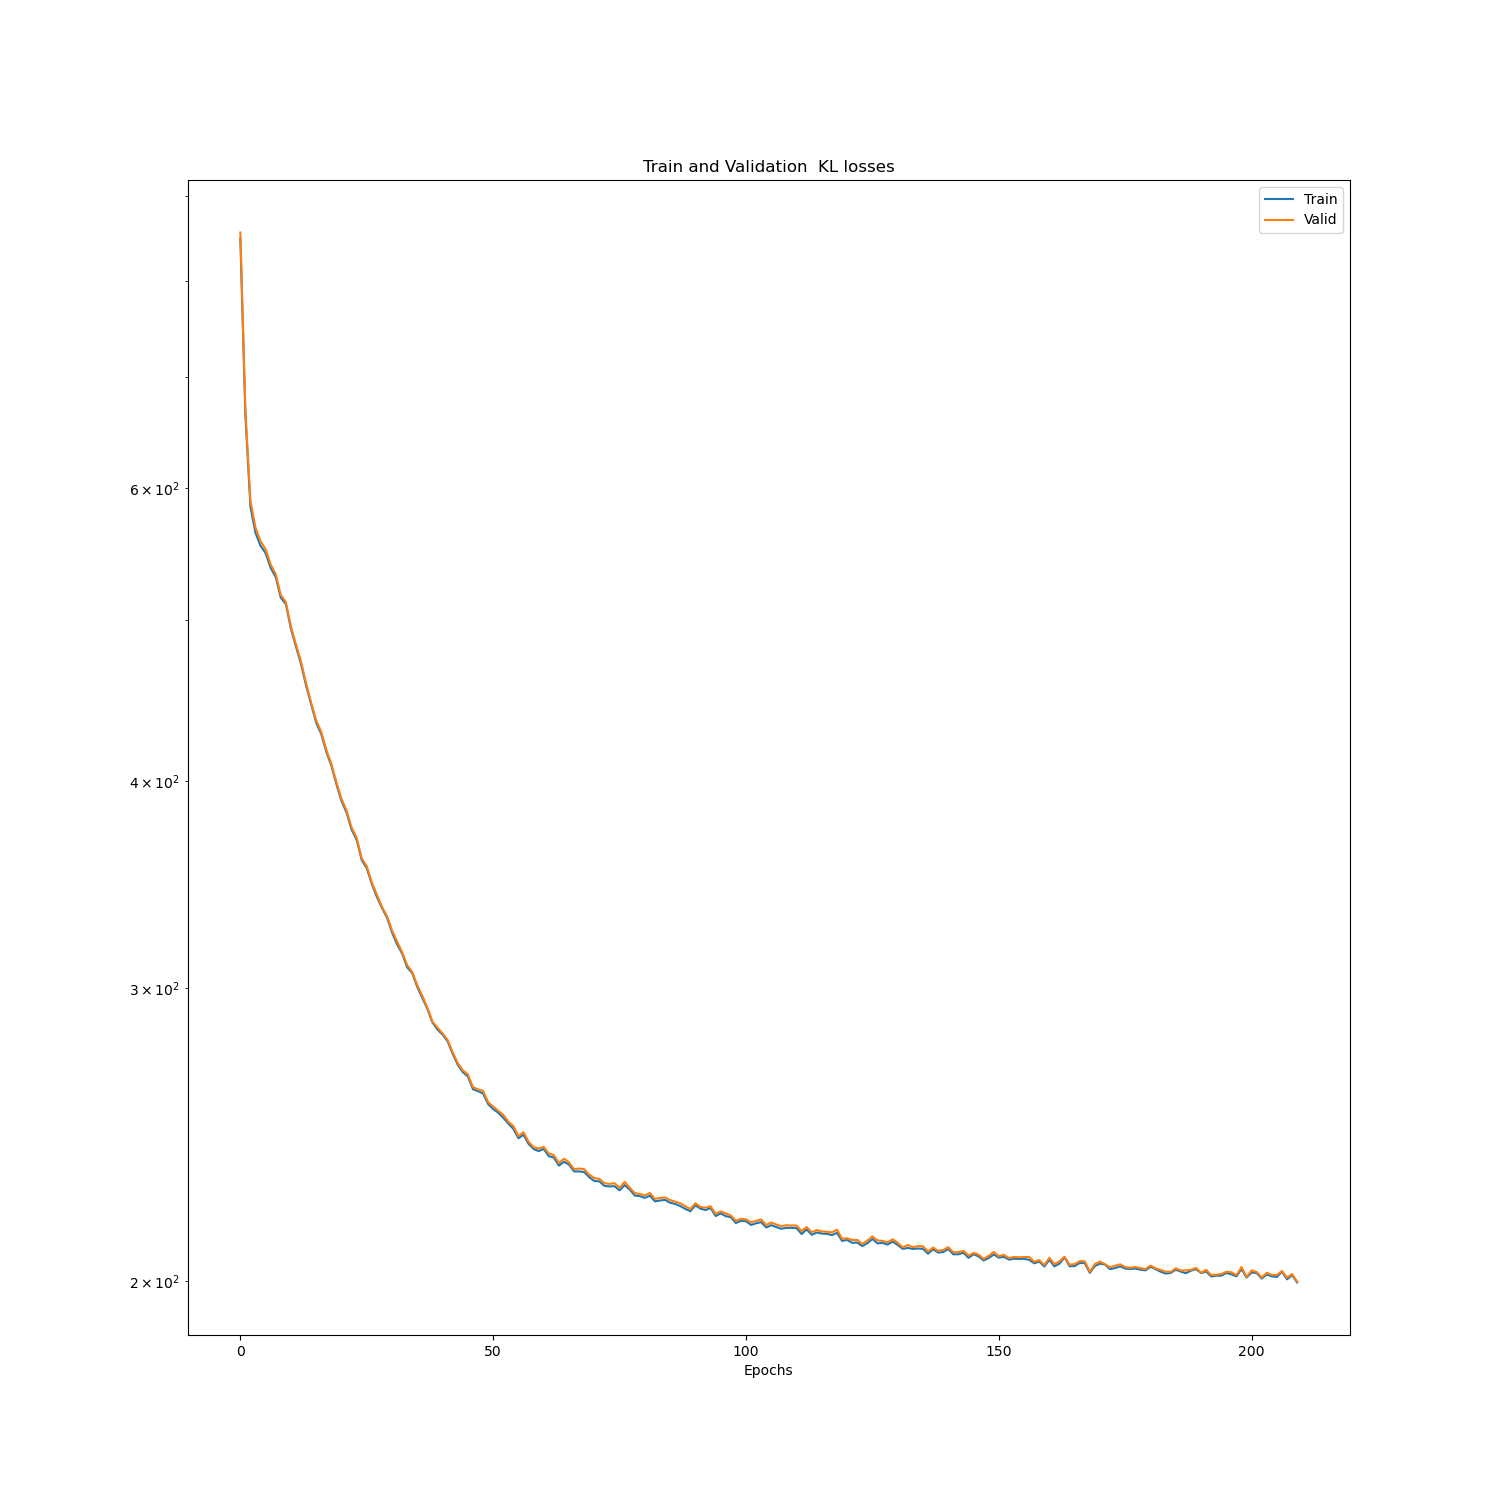 Train and Validation  KL losses
Train
Valid
6 × 10²
4 × 10²
3 × 10²
2 × 10²
0 50 100 150 200
Epochs